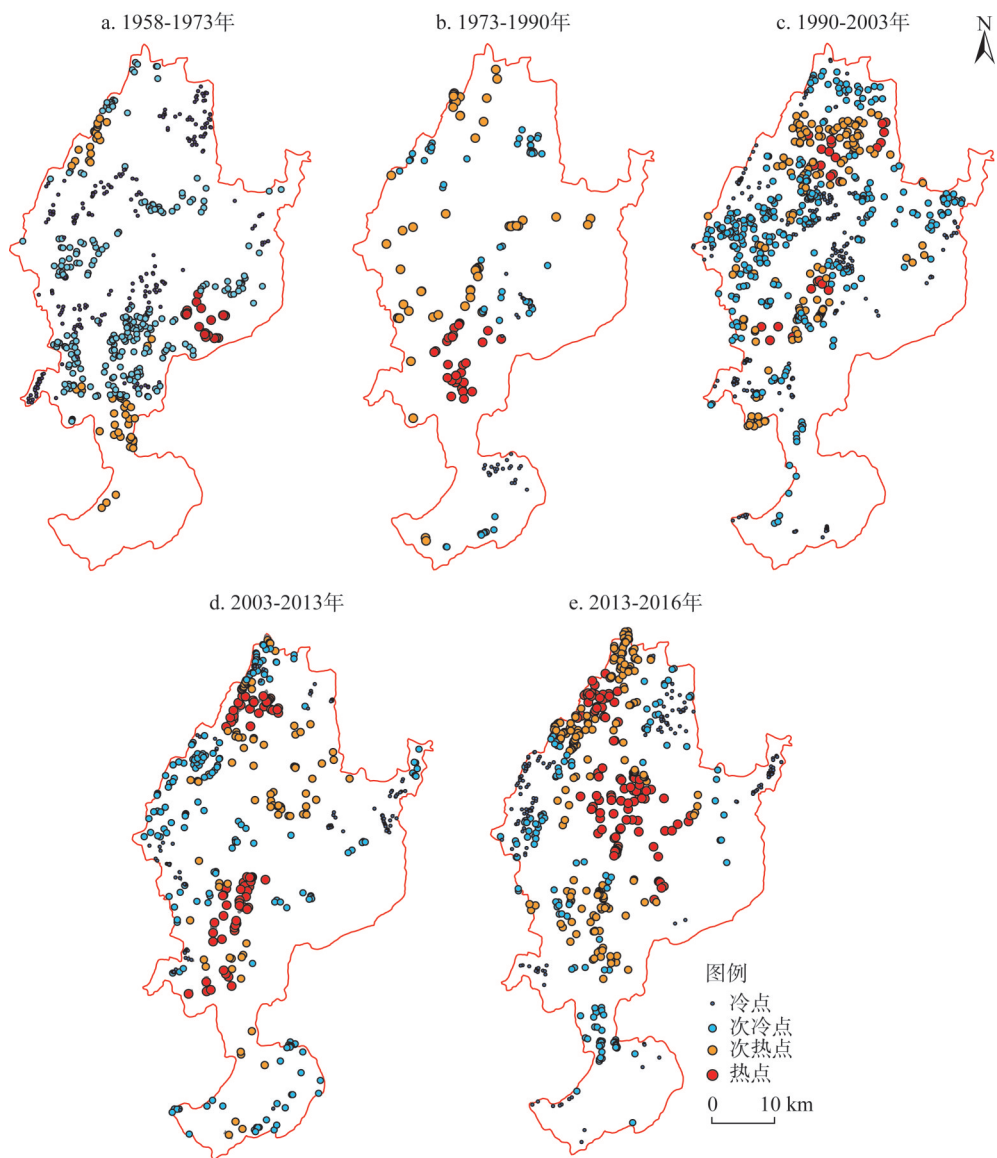 a. 1958-1973年
b. 1973-1990年
c. 1990-2003年
N
d. 2003-2013年
e. 2013-2016年
图例
冷点
次冷点
次热点
热点
0 10 km